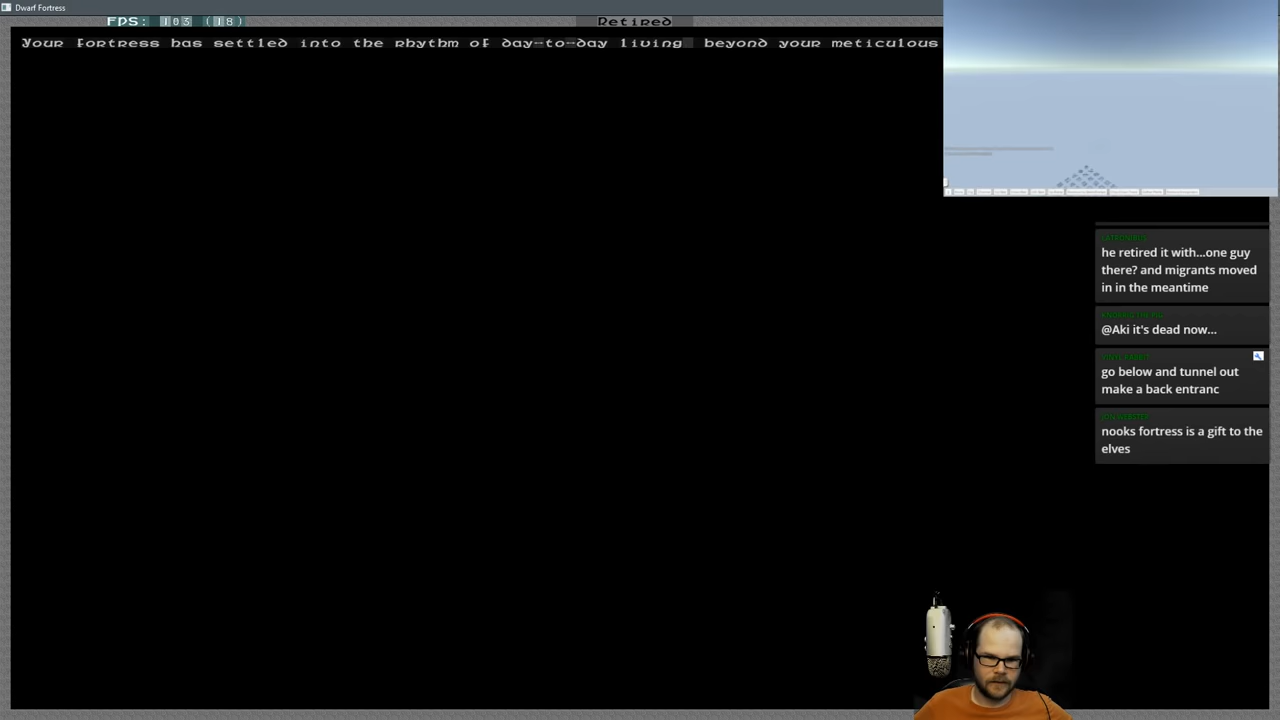 Dwarf Fortress
FPS: 103 (18)
Retired
Your fortress has settled into the rhythm of day-to-day living beyond your meticulous
he retired it with...one guy
there? and migrants moved
in in the meantime
@Aki it's dead now...
go below and tunnel out
make a back entranc
nooks fortress is a gift to the
elves